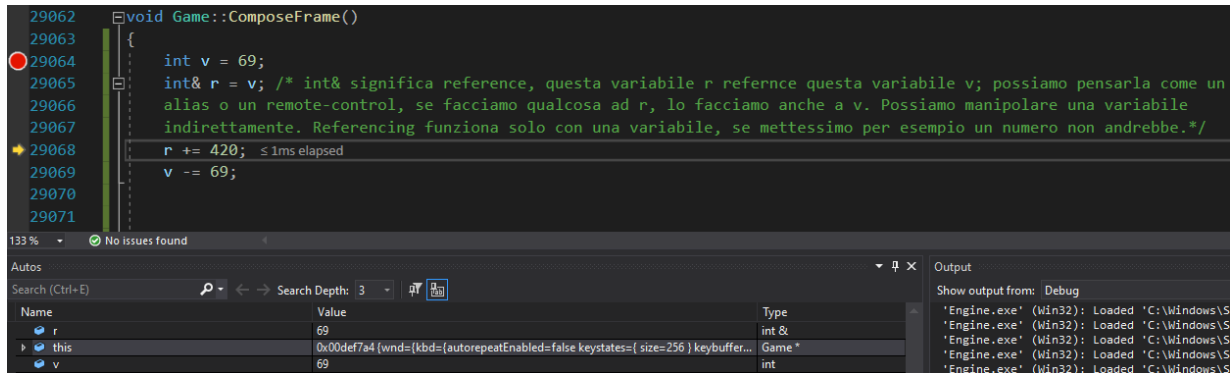 29062 void Game::ComposeFrame()
29063 {
29064 int v = 69;
29065 int& r = v; /* int& significa reference, questa variabile r refernce questa variabile v; possiamo pensarla come un
29066 alias o un remote-control, se facciamo qualcosa ad r, lo facciamo anche a v. Possiamo manipolare una variabile
29067 indirettamente. Referencing funziona solo con una variabile, se mettessimo per esempio un numero non andrebbe.*/
29068 r += 420; ≤ 1ms elapsed
29069 v -= 69;
29070
29071
133 % No issues found
Autos
Output
Search (Ctrl+E) Search Depth: 3
Show output from: Debug
Name Value Type
r 69 int &
this 0x00def7a4 {wnd={kbd={autorepeatEnabled=false keystates={ size=256 } keybuffer... Game *
v 69 int
'Engine.exe' (Win32): Loaded 'C:\Windows\S
'Engine.exe' (Win32): Loaded 'C:\Windows\S
'Engine.exe' (Win32): Loaded 'C:\Windows\S
'Engine.exe' (Win32): Loaded 'C:\Windows\S